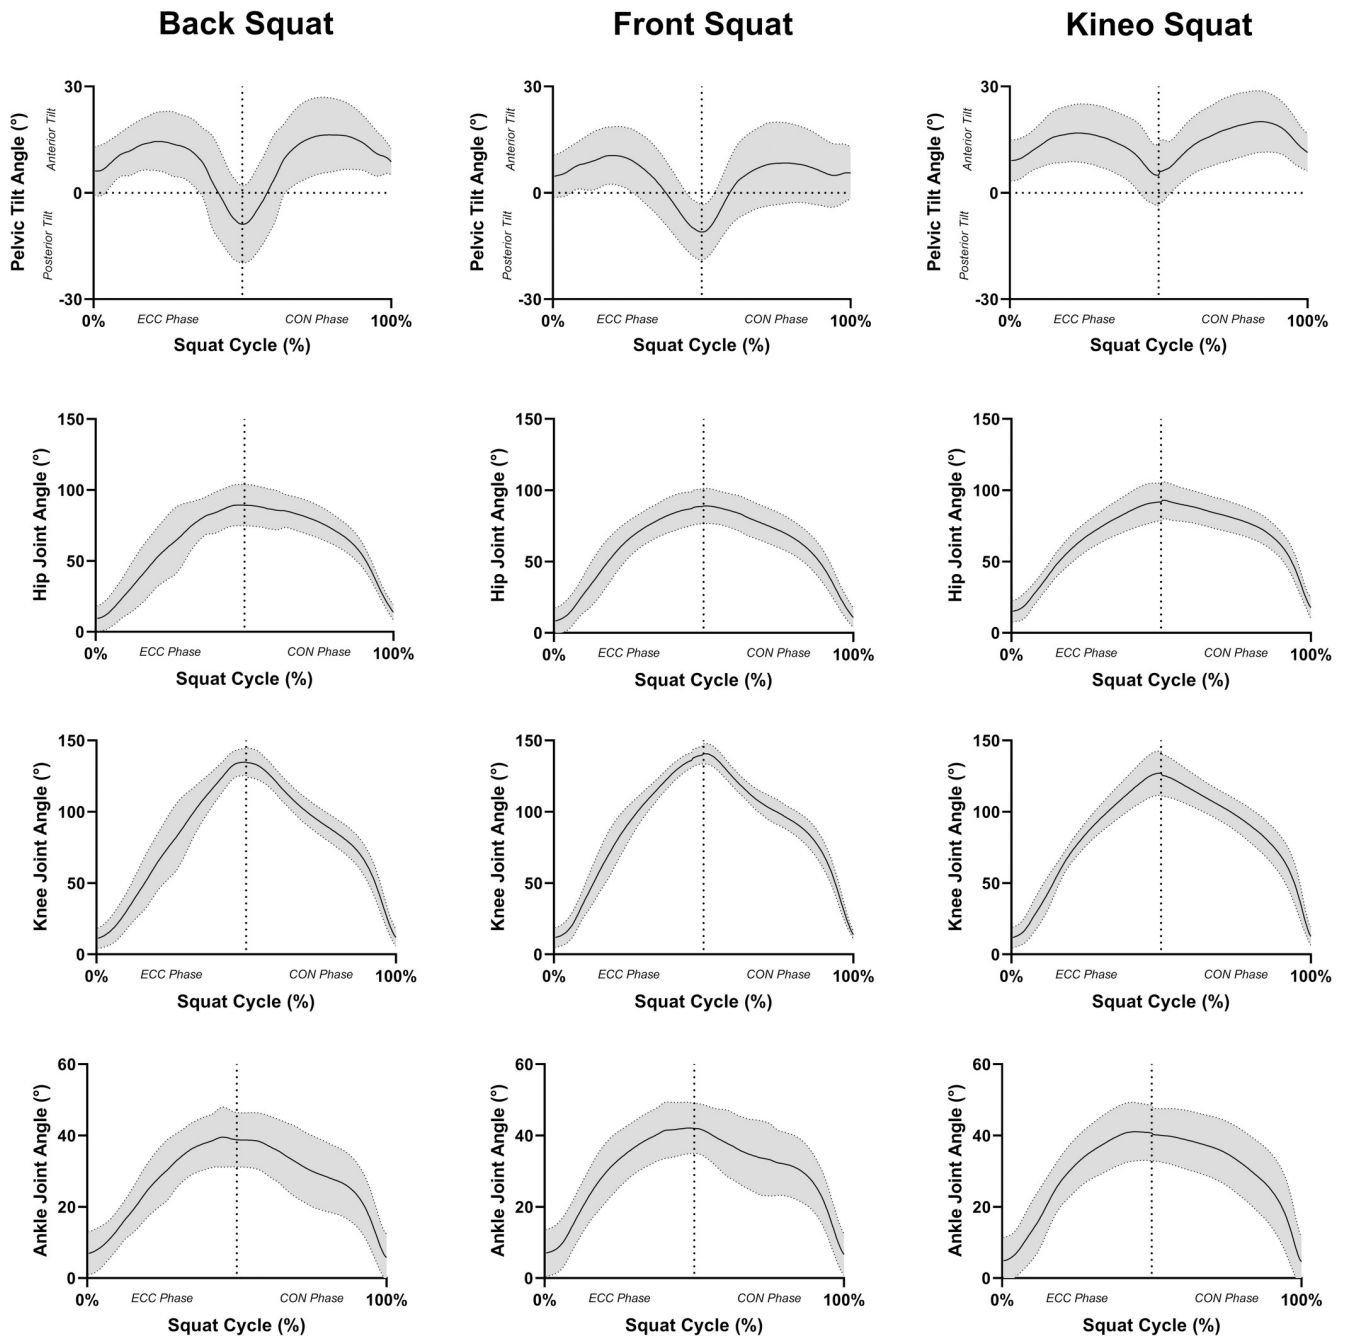 Back Squat
Front Squat
Kineo Squat
30
0
-30
Pelvic Tilt Angle (°)
Anterior Tilt
Posterior Tilt
0%
ECC Phase
CON Phase
100%
Squat Cycle (%)
30
0
-30
Pelvic Tilt Angle (°)
Anterior Tilt
Posterior Tilt
0%
ECC Phase
CON Phase
100%
Squat Cycle (%)
30
0
-30
Pelvic Tilt Angle (°)
Anterior Tilt
Posterior Tilt
0%
ECC Phase
CON Phase
100%
Squat Cycle (%)
150
100
50
0
Hip Joint Angle (°)
0%
ECC Phase
CON Phase
100%
Squat Cycle (%)
150
100
50
0
Hip Joint Angle (°)
0%
ECC Phase
CON Phase
100%
Squat Cycle (%)
150
100
50
0
Hip Joint Angle (°)
0%
ECC Phase
CON Phase
100%
Squat Cycle (%)
150
100
50
0
Knee Joint Angle (°)
0%
ECC Phase
CON Phase
100%
Squat Cycle (%)
150
100
50
0
Knee Joint Angle (°)
0%
ECC Phase
CON Phase
100%
Squat Cycle (%)
150
100
50
0
Knee Joint Angle (°)
0%
ECC Phase
CON Phase
100%
Squat Cycle (%)
60
40
20
0
Ankle Joint Angle (°)
0%
ECC Phase
CON Phase
100%
Squat Cycle (%)
60
40
20
0
Ankle Joint Angle (°)
0%
ECC Phase
CON Phase
100%
Squat Cycle (%)
60
40
20
0
Ankle Joint Angle (°)
0%
ECC Phase
CON Phase
100%
Squat Cycle (%)